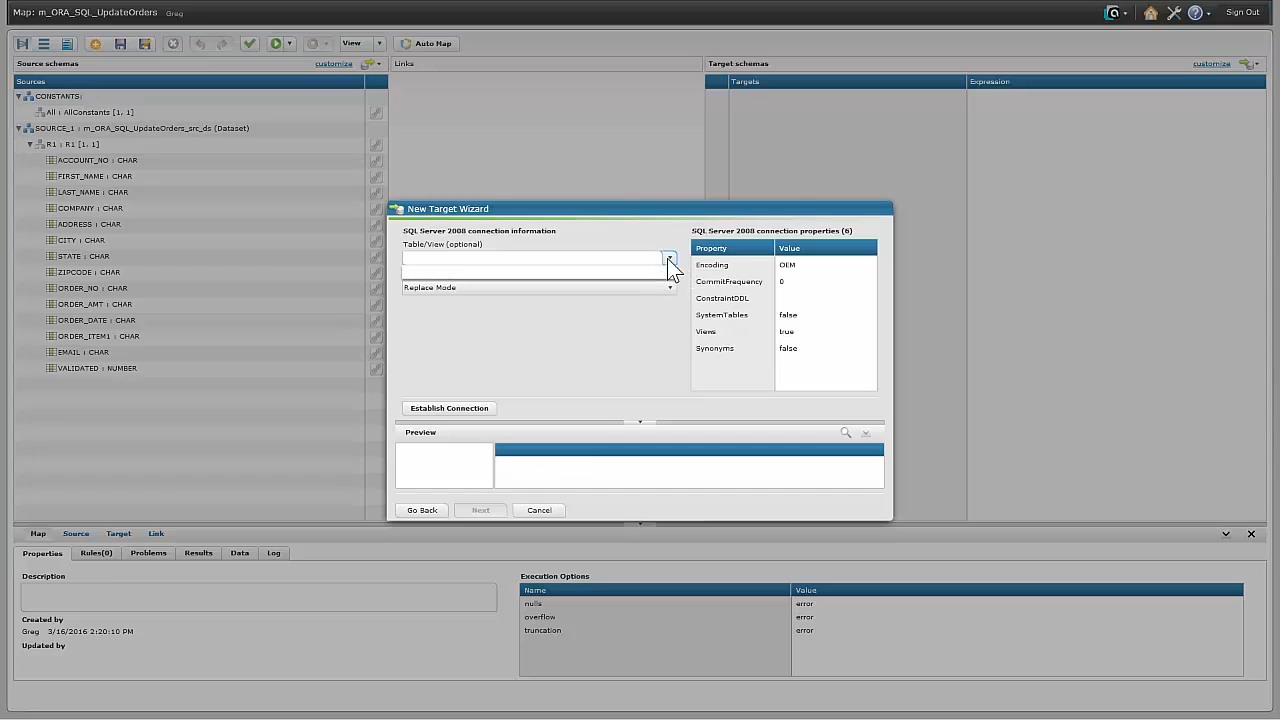 Map: m_ORA_SQL_UpdateOrders Greg
Sign Out
View
Auto Map
Source schemas
customize
Links
Target schemas
customize
Sources
Targets
Expression
CONSTANTS:
All : AllConstants [1, 1]
SOURCE_1 : m_ORA_SQL_UpdateOrders_src_ds (Dataset)
R1 : R1 [1, 1]
ACCOUNT_NO : CHAR
FIRST_NAME : CHAR
LAST_NAME : CHAR
COMPANY : CHAR
ADDRESS : CHAR
CITY : CHAR
STATE : CHAR
ZIPCODE : CHAR
ORDER_NO : CHAR
ORDER_AMT : CHAR
ORDER_DATE : CHAR
ORDER_ITEM1 : CHAR
EMAIL : CHAR
VALIDATED : NUMBER
New Target Wizard
SQL Server 2008 connection information
Table/View (optional)
Replace Mode
SQL Server 2008 connection properties (6)
Property Value
Encoding OEM
CommitFrequency 0
ConstraintDDL
SystemTables false
Views true
Synonyms false
Establish Connection
Preview
Go Back
Next
Cancel
Map
Source
Target
Link
Properties
Rules(0)
Problems
Results
Data
Log
Description
Created by
Greg 3/16/2016 2:20:10 PM
Updated by
Execution Options
Name Value
nulls error
overflow error
truncation error